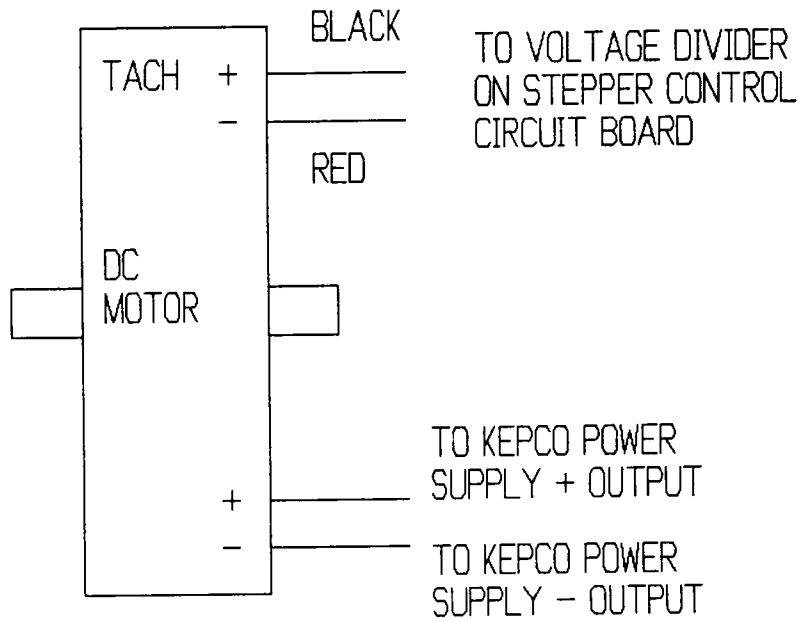 BLACK
TACH +
−
TO VOLTAGE DIVIDER
ON STEPPER CONTROL
CIRCUIT BOARD
RED
DC
MOTOR
+
TO KEPCO POWER
SUPPLY + OUTPUT
−
TO KEPCO POWER
SUPPLY − OUTPUT